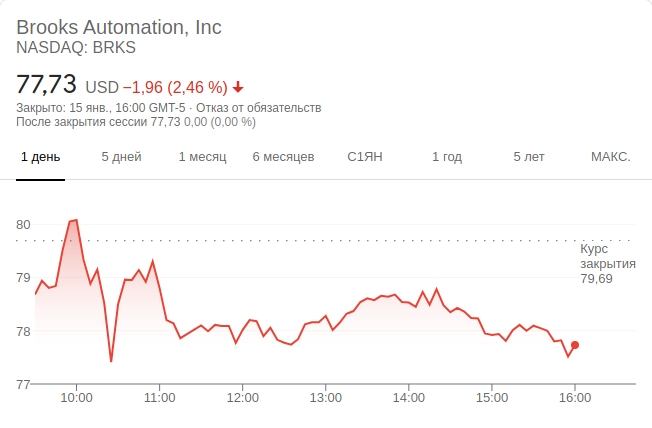 Brooks Automation, Inc
NASDAQ: BRKS
77,73 USD −1,96 (2,46 %)
Закрыто: 15 янв., 16:00 GMT-5 · Отказ от обязательств
После закрытия сессии 77,73 0,00 (0,00 %)
1 день 5 дней 1 месяц 6 месяцев С1ЯН 1 год 5 лет МАКС.
80
Курс
закрытия
79,69
79
78
77
10:00 11:00 12:00 13:00 14:00 15:00 16:00